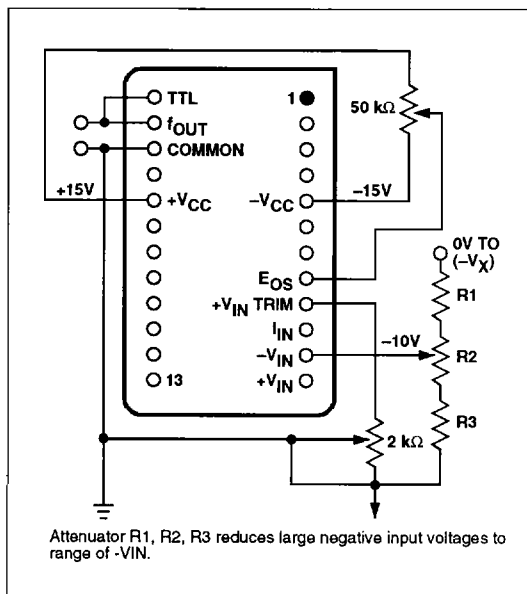 TTL
1
50 kΩ
fOUT
COMMON
+15V
+VCC
−VCC
−15V
0V TO
(−VX)
EOS
R1
+VIN TRIM
IIN
−10V
−VIN
R2
13
+VIN
R3
2 kΩ
Attenuator R1, R2, R3 reduces large negative input voltages to
range of -VIN.